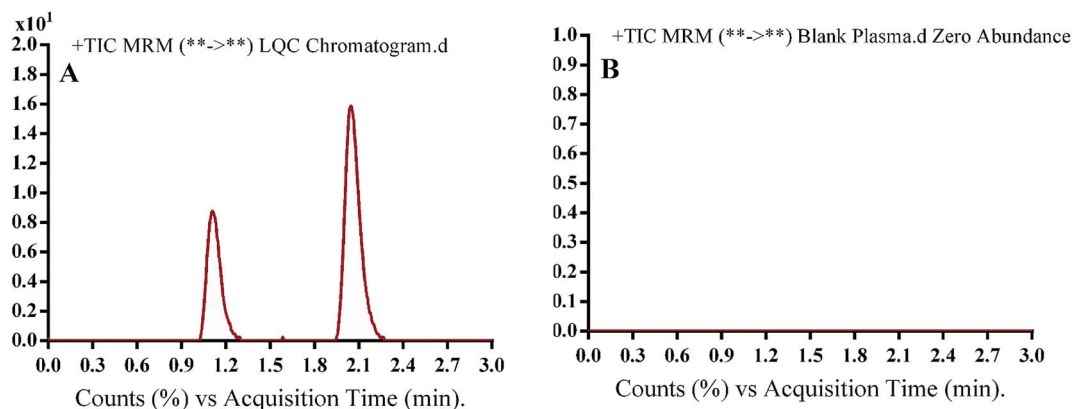 x10¹
+TIC MRM (**->**) LQC Chromatogram.d
A
2.0
1.8
1.6
1.4
1.2
1.0
0.8
0.6
0.4
0.2
0.0
0.0 0.3 0.6 0.9 1.2 1.5 1.8 2.1 2.4 2.7 3.0
Counts (%) vs Acquisition Time (min).
+TIC MRM (**->**) Blank Plasma.d Zero Abundance
B
1.0
0.9
0.8
0.7
0.6
0.5
0.4
0.3
0.2
0.1
0.0
0.0 0.3 0.6 0.9 1.2 1.5 1.8 2.1 2.4 2.7 3.0
Counts (%) vs Acquisition Time (min).